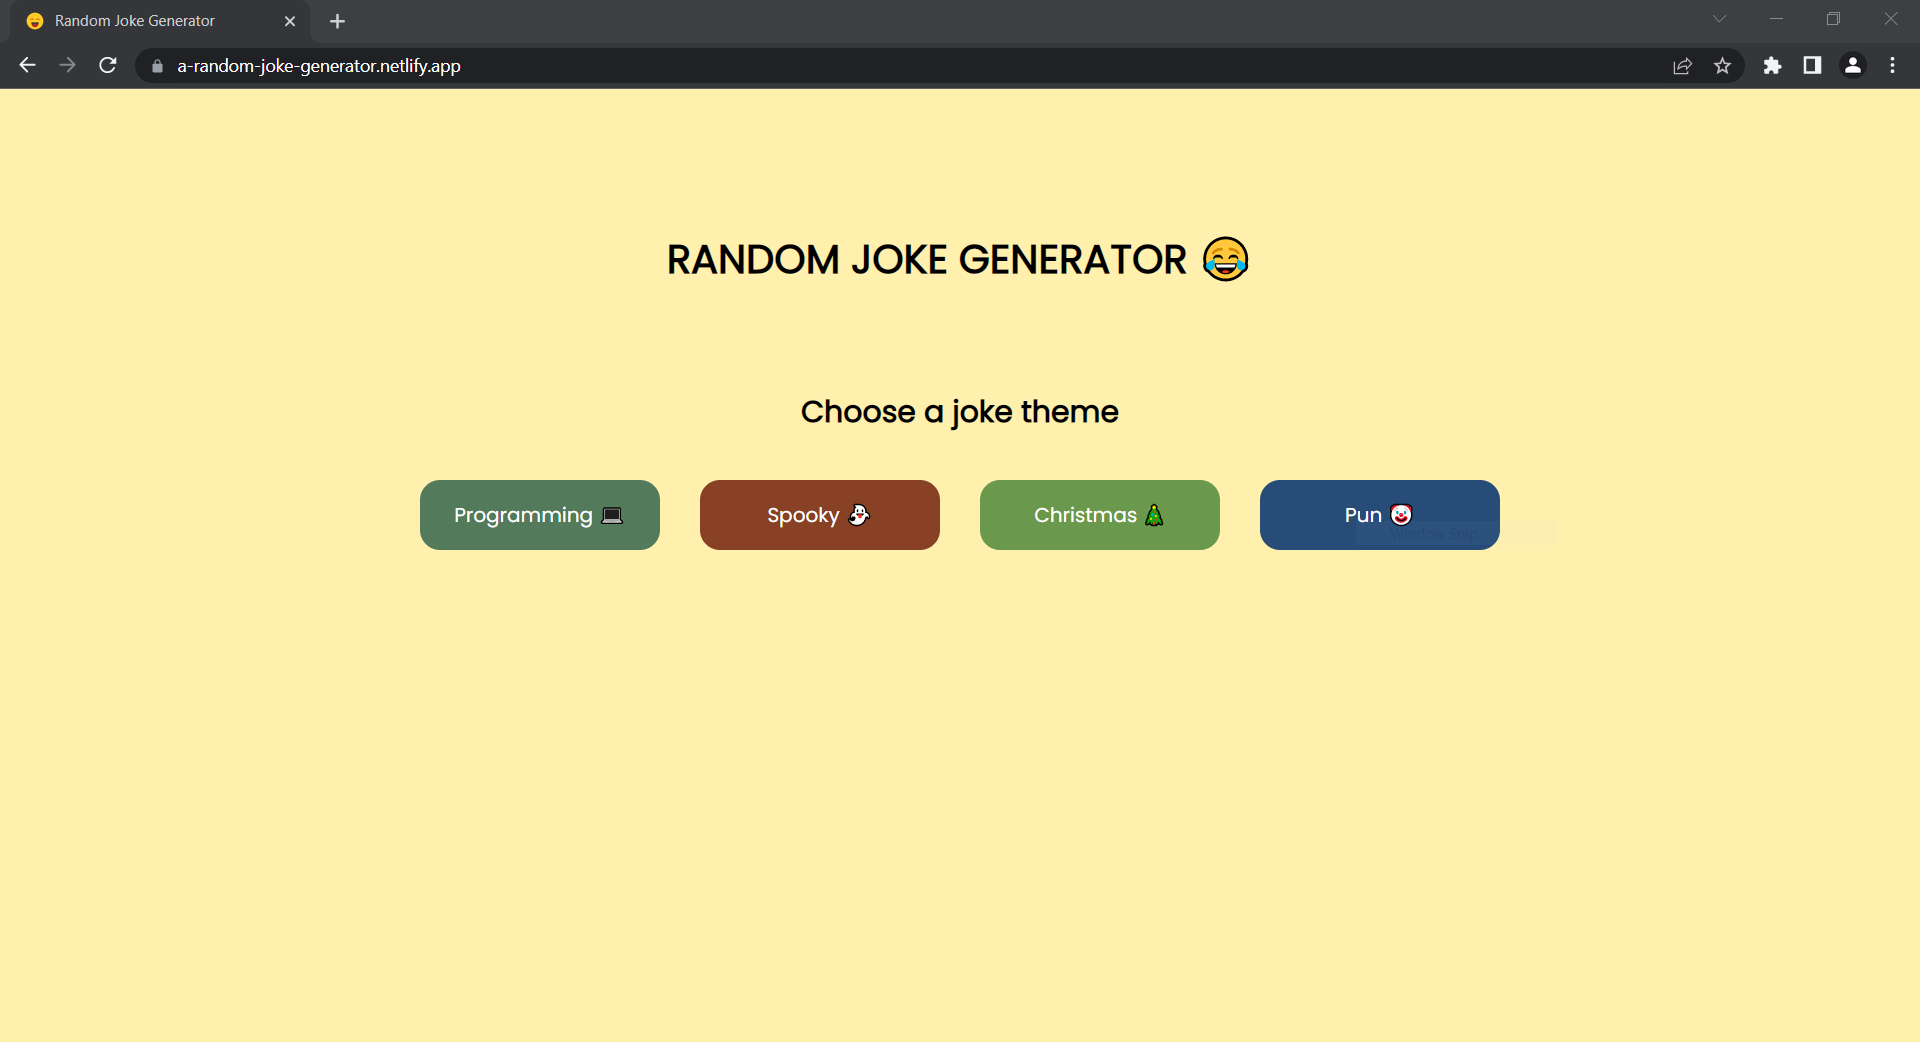 Random Joke Generator
a-random-joke-generator.netlify.app
RANDOM JOKE GENERATOR 😂
Choose a joke theme
Programming 💻
Spooky 👻
Christmas 🎄
Pun 🤡
Window Snip